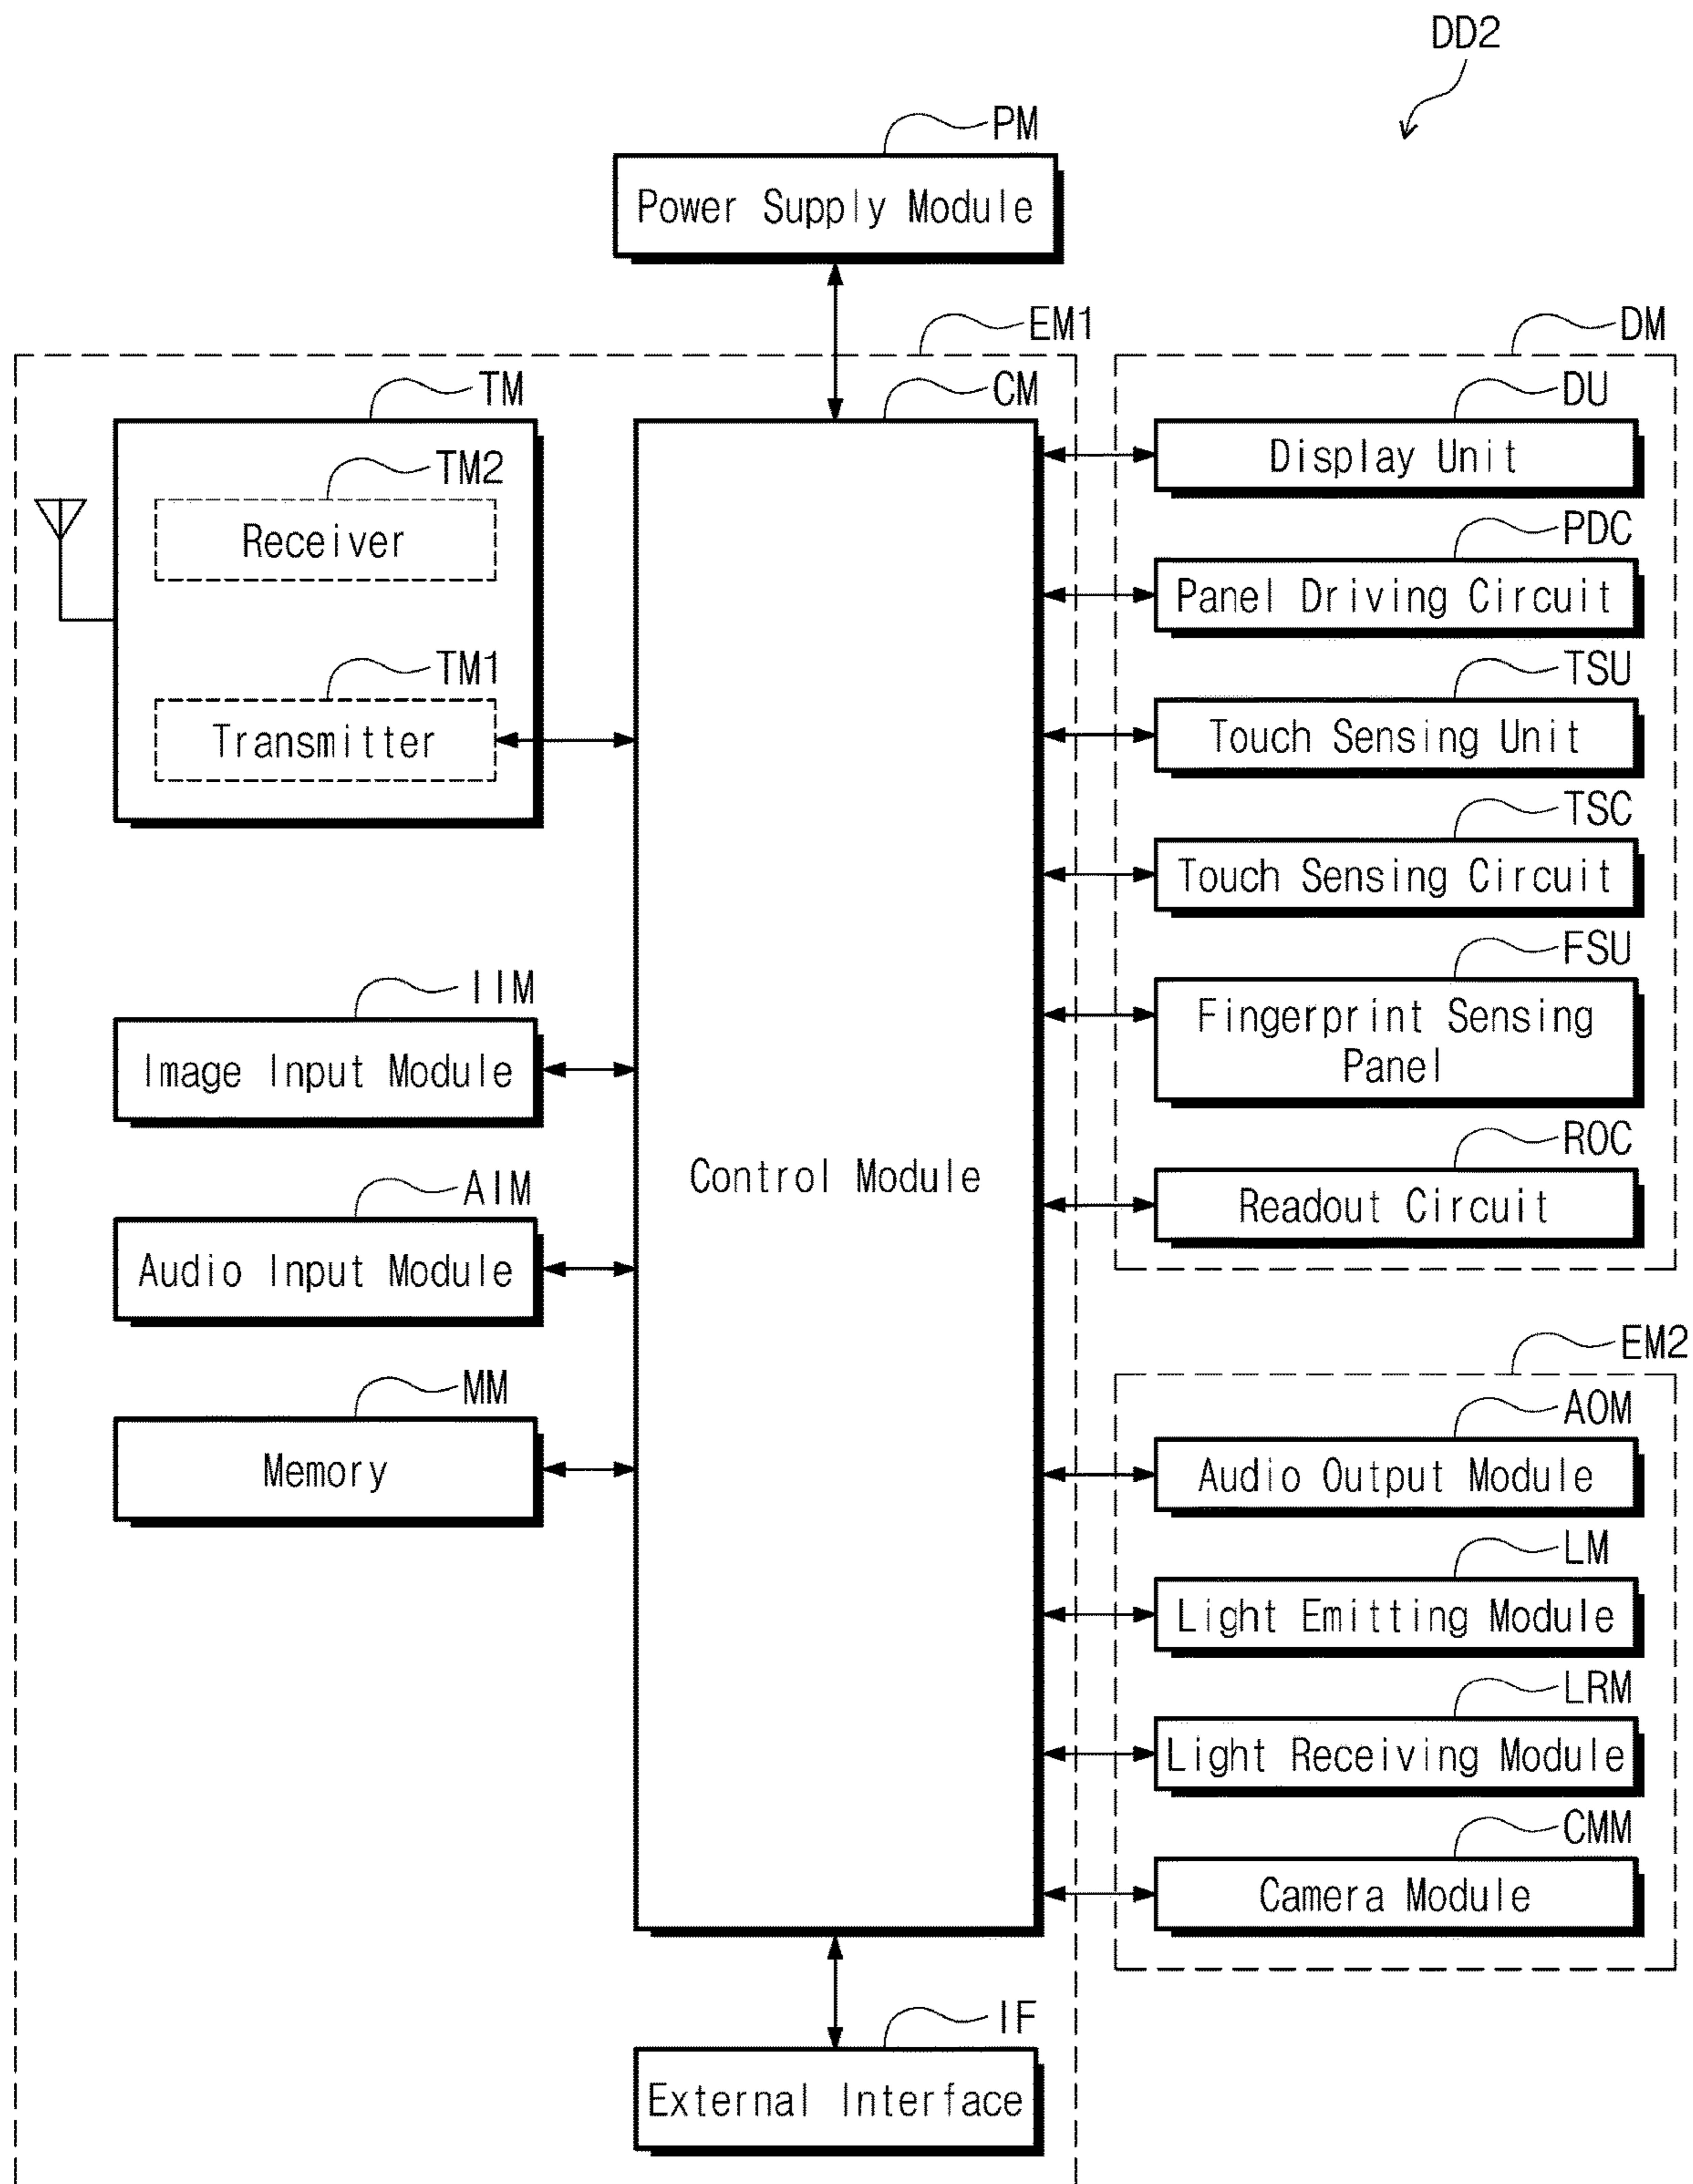 DD2
PM
Power Supply Module
EM1
DM
TM
CM
DU
Display Unit
TM2
Receiver
PDC
Panel Driving Circuit
TM1
Transmitter
TSU
Touch Sensing Unit
TSC
Touch Sensing Circuit
FSU
Fingerprint Sensing
Panel
IIM
Image Input Module
ROC
Readout Circuit
Control Module
AIM
Audio Input Module
EM2
MM
Memory
AOM
Audio Output Module
LM
Light Emitting Module
LRM
Light Receiving Module
CMM
Camera Module
IF
External Interface